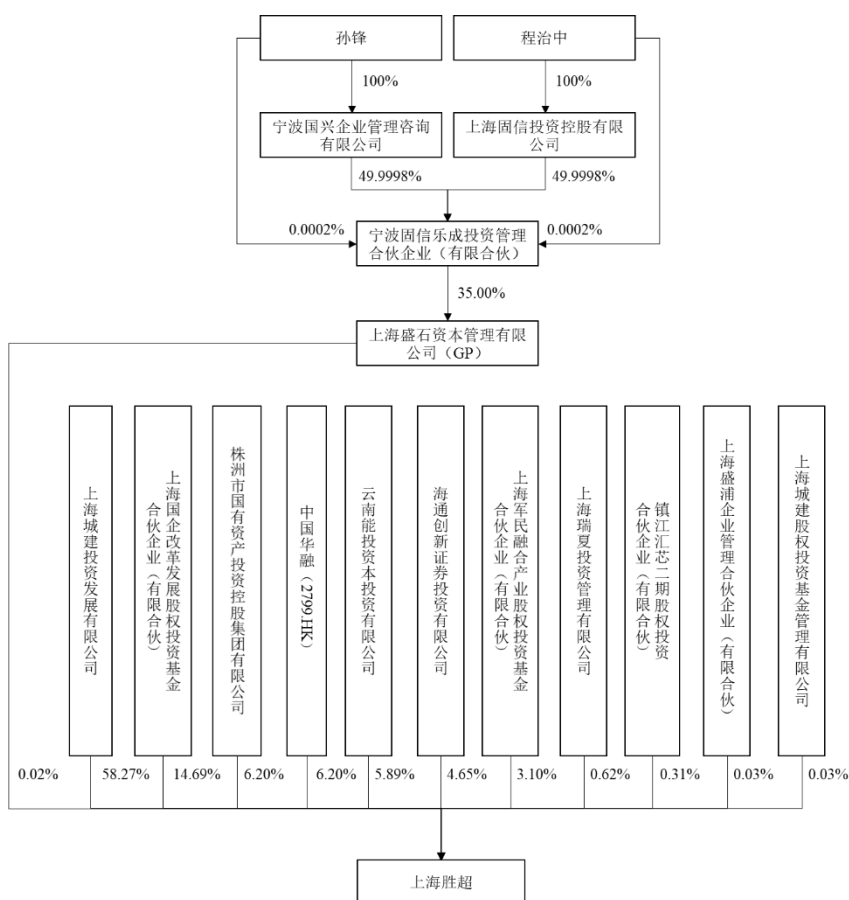 孙锋
程治中
100%
100%
宁波国兴企业管理咨询
有限公司
上海固信投资控股有限
公司
49.9998%
49.9998%
0.0002%
0.0002%
宁波固信乐成投资管理
合伙企业（有限合伙）
35.00%
上海盛石资本管理有限
公司（GP）
上海城建投资发展有限公司
上海国企改革发展股权投资基金
合伙企业（有限合伙）
株洲市国有资产投资控股集团有限公司
中国华融（2799.HK）
云南能投资本投资有限公司
海通创新证券投资有限公司
上海军民融合产业股权投资基金
合伙企业（有限合伙）
上海瑞夏投资管理有限公司
镇江汇芯二期股权投资
合伙企业（有限合伙）
上海盛浦企业管理合伙企业（有限合伙）
上海城建股权投资基金管理有限公司
0.02%
58.27%
14.69%
6.20%
6.20%
5.89%
4.65%
3.10%
0.62%
0.31%
0.03%
0.03%
上海胜超